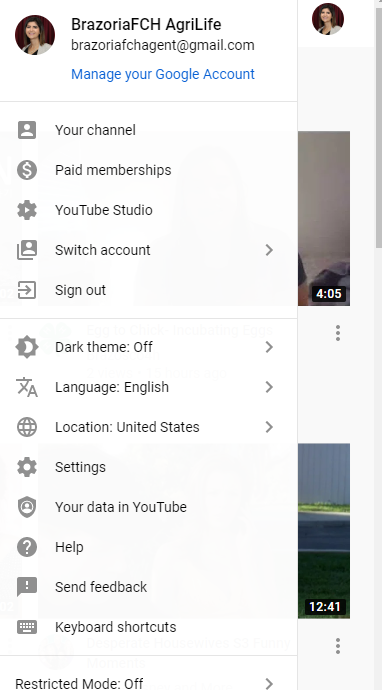 BrazoriaFCH AgriLife
brazoriafchagent@gmail.com
Manage your Google Account
Your channel
Paid memberships
YouTube Studio
Switch account
Sign out
4:05
Dark theme: Off
Language: English
Location: United States
Settings
Your data in YouTube
Help
Send feedback
12:41
Keyboard shortcuts
Restricted Mode: Off